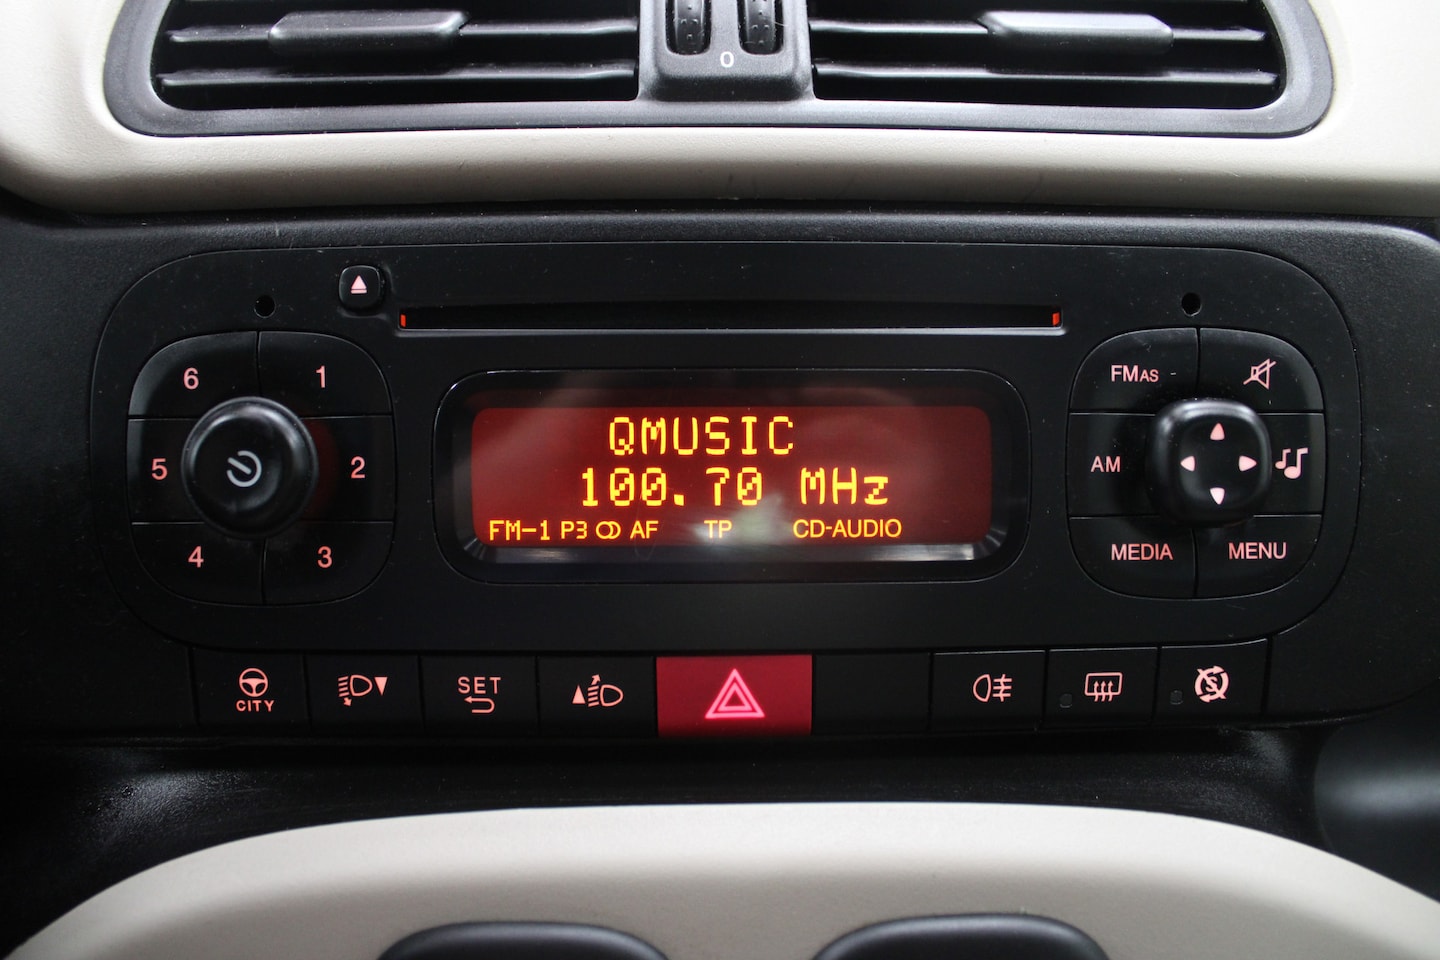 0
6 1
5 2
4 3
QMUSIC
100.70 MHz
FM-1 P3 AF TP CD-AUDIO
FMAS
AM
MEDIA MENU
CITY
SET